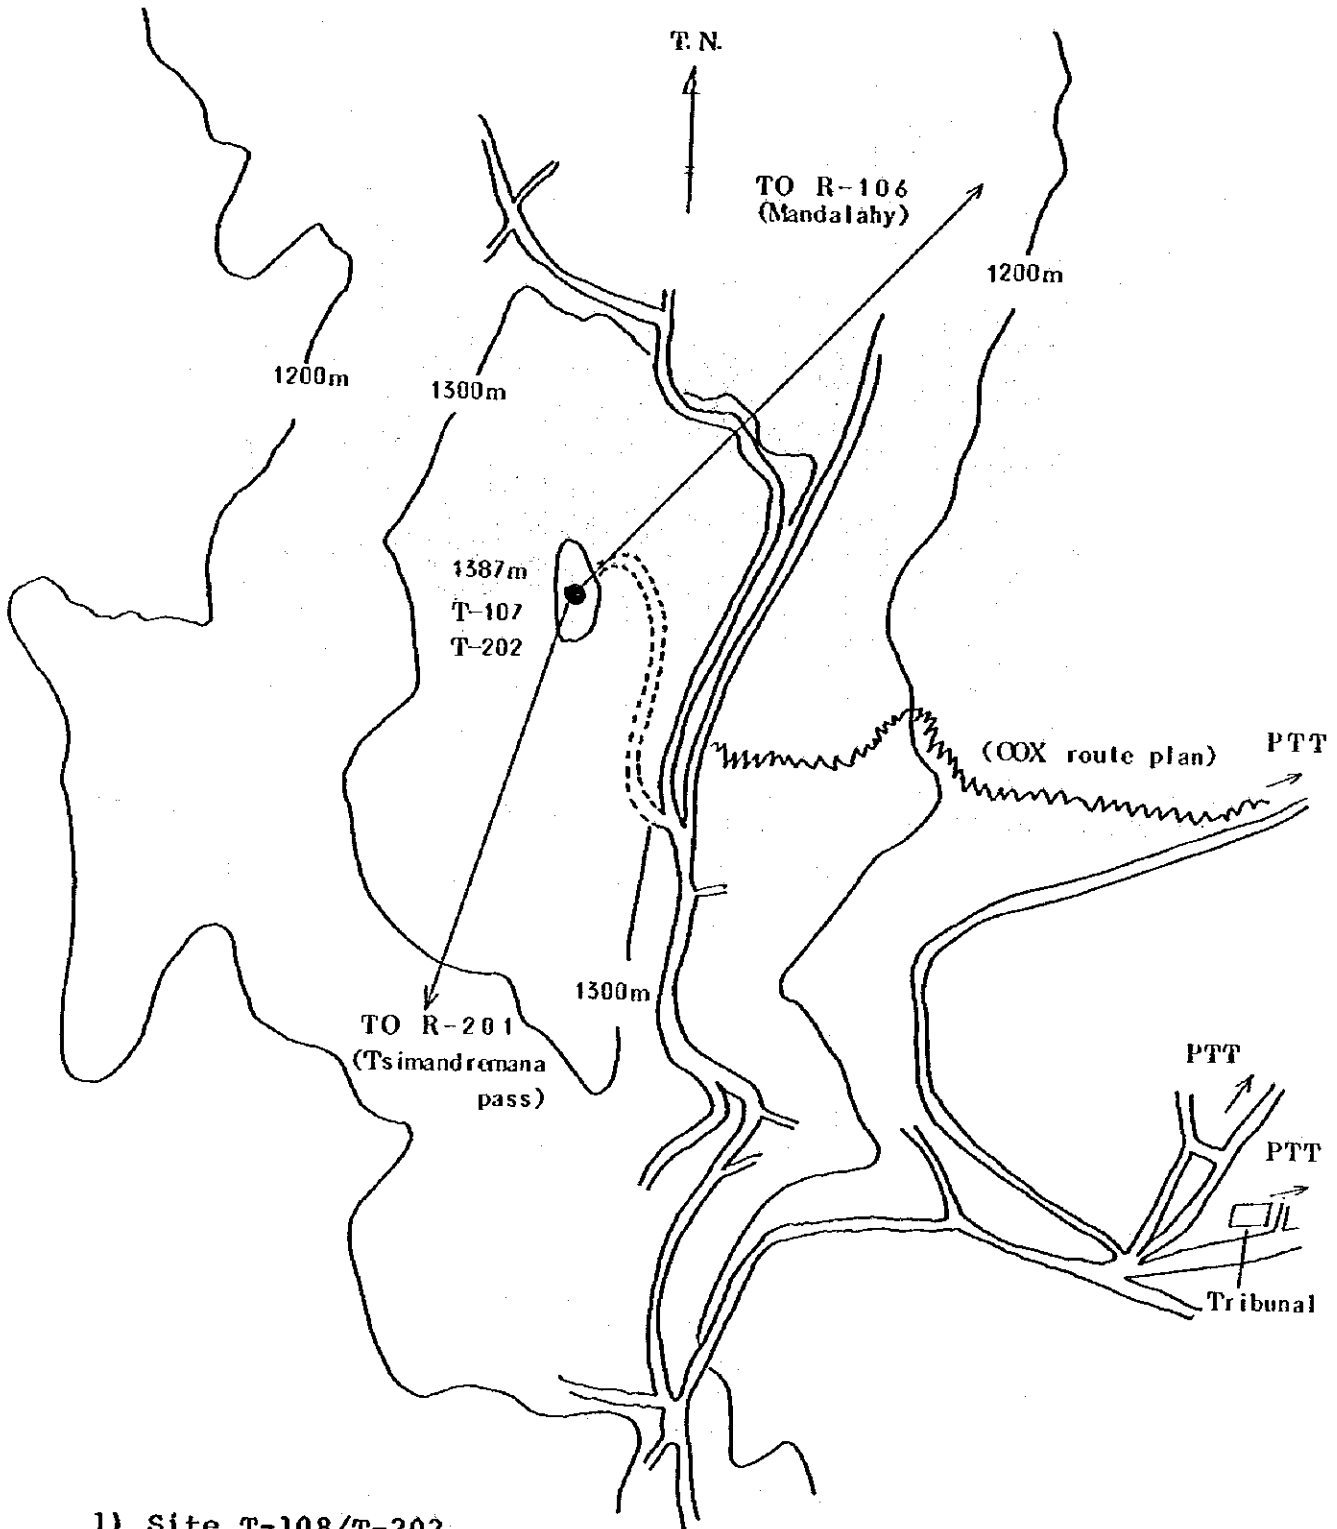 T.N.
TO R-106
(Mandalahy)
1200m
1200m
1300m
1387m
T-107
T-202
(COX route plan)
PTT
1300m
TO R-201
(Tsimandremana
pass)
PTT
PTT
Tribunal
1) Site T-108/T-202